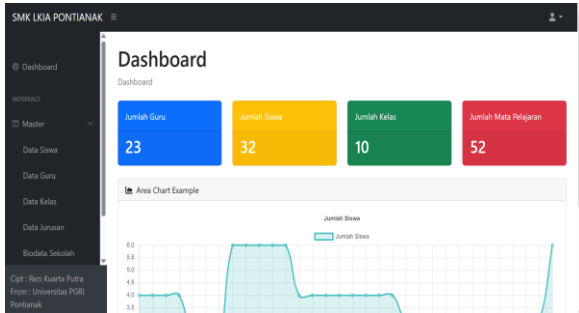 SMK LKIA PONTIANAK
Dashboard
INTERFACE
Master
Data Siswa
Data Guru
Data Kelas
Data Jurusan
Biodata Sekolah
Cipt : Rezi Kuarta Putra
From : Universitas PGRI
Pontianak
Dashboard
Dashboard
Jumlah Guru
23
Jumlah Siswa
32
Jumlah Kelas
10
Jumlah Mata Pelajaran
52
Area Chart Example
Jumlah Siswa
Jumlah Siswa
6.0
5.5
5.0
4.5
4.0
3.5